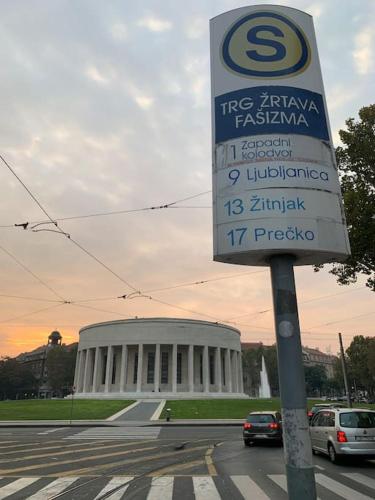 S
TRG ŽRTAVA
FAŠIZMA
1 Zapadni
kolodvor
9 Ljubljanica
13 Žitnjak
17 Prečko